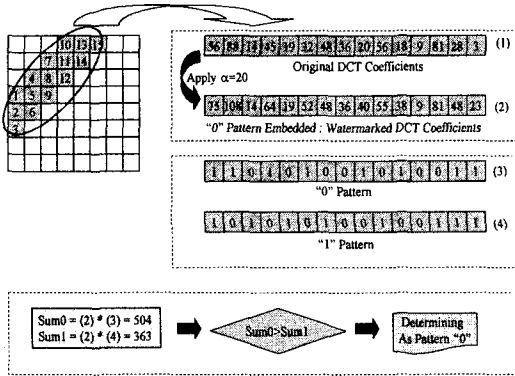 10 13 15
7 11 14
4 8 12
1 5 9
2 6
3
88 14 45 32 48 36 20 56 18 9 81 28 3 (1)
Original DCT Coefficients
Apply α=20
75 108 14 64 19 52 48 36 40 55 38 9 81 48 23 (2)
"0" Pattern Embedded : Watermarked DCT Coefficients
1 1 0 1 0 1 0 0 1 0 1 0 0 1 1 (3)
"0" Pattern
1 0 1 0 1 0 1 0 0 1 0 0 1 1 1 (4)
"1" Pattern
Sum0 = (2) * (3) = 504
Sum1 = (2) * (4) = 363
Sum0>Sum1
Determining
As Pattern "0"